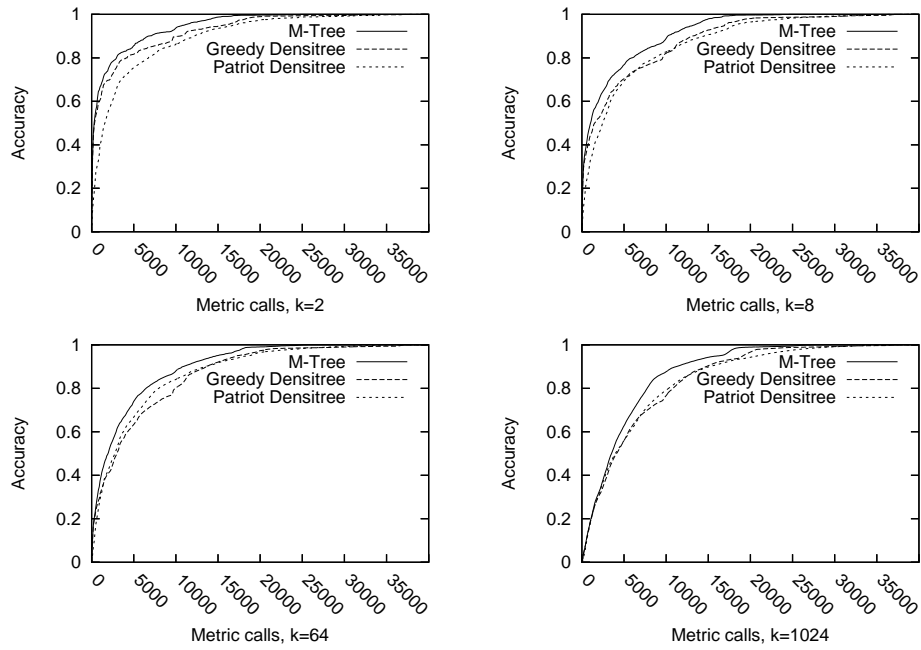 1
0.8
0.6
0.4
0.2
0
Accuracy
M-Tree
Greedy Densitree
Patriot Densitree
0 5000 10000 15000 20000 25000 30000 35000
Metric calls, k=2
1
0.8
0.6
0.4
0.2
0
Accuracy
M-Tree
Greedy Densitree
Patriot Densitree
0 5000 10000 15000 20000 25000 30000 35000
Metric calls, k=8
1
0.8
0.6
0.4
0.2
0
Accuracy
M-Tree
Greedy Densitree
Patriot Densitree
0 5000 10000 15000 20000 25000 30000 35000
Metric calls, k=64
1
0.8
0.6
0.4
0.2
0
Accuracy
M-Tree
Greedy Densitree
Patriot Densitree
0 5000 10000 15000 20000 25000 30000 35000
Metric calls, k=1024